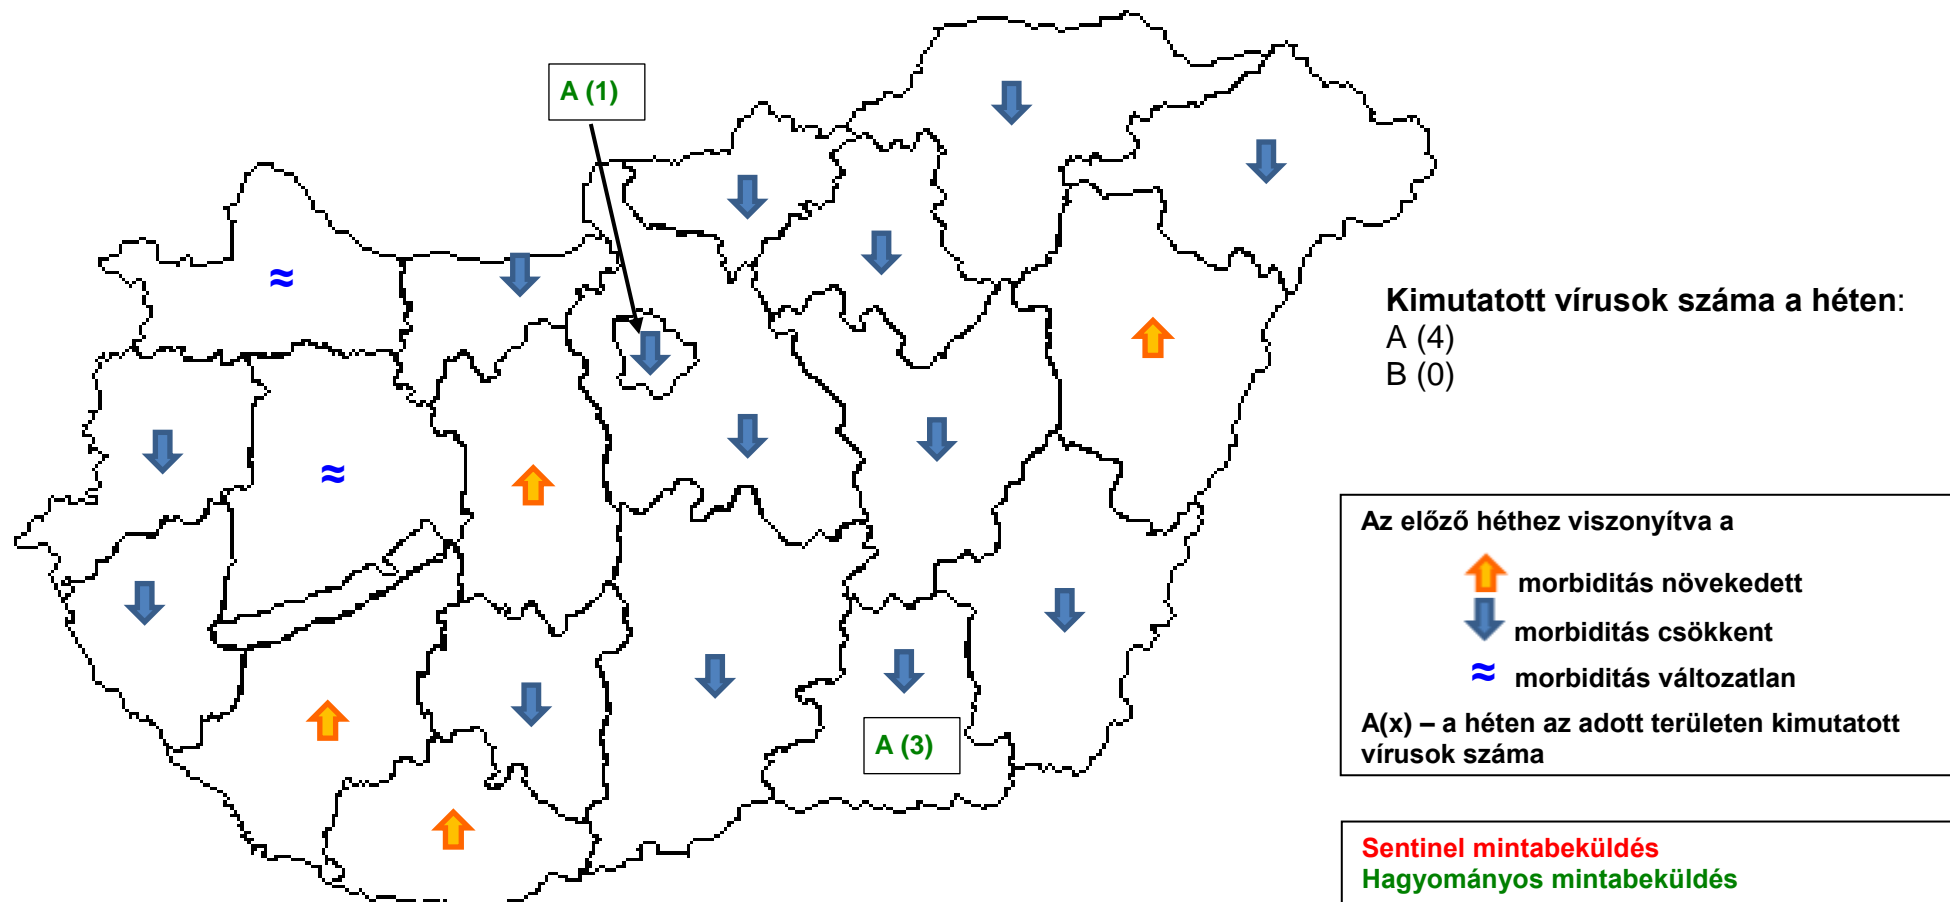 A (1)
Kimutatott vírusok száma a héten:
A (4)
B (0)
Az előző héthez viszonyítva a
morbiditás növekedett
morbiditás csökkent
≈ morbiditás változatlan
A(x) – a héten az adott területen kimutatott
vírusok száma
A (3)
Sentinel mintabeküldés
Hagyományos mintabeküldés